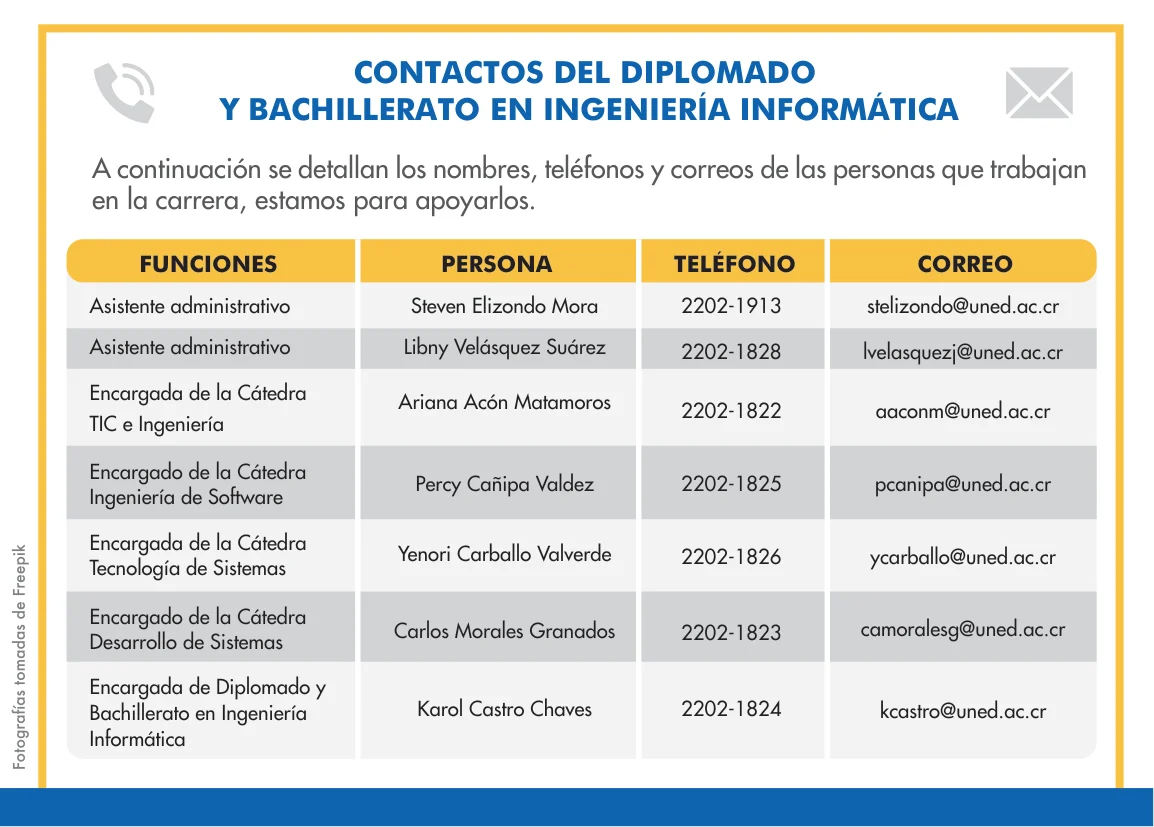 CONTACTOS DEL DIPLOMADO
Y BACHILLERATO EN INGENIERÍA INFORMÁTICA
A continuación se detallan los nombres, teléfonos y correos de las personas que trabajan
en la carrera, estamos para apoyarlos.
FUNCIONES PERSONA TELÉFONO CORREO
Asistente administrativo Steven Elizondo Mora 2202-1913 stelizondo@uned.ac.cr
Asistente administrativo Libny Velásquez Suárez 2202-1828 lvelasquezj@uned.ac.cr
Encargada de la Cátedra
TIC e Ingeniería
Ariana Acón Matamoros 2202-1822 aaconm@uned.ac.cr
Encargado de la Cátedra
Ingeniería de Software
Percy Cañipa Valdez 2202-1825 pcanipa@uned.ac.cr
Encargada de la Cátedra
Tecnología de Sistemas
Yenori Carballo Valverde 2202-1826 ycarballo@uned.ac.cr
Encargado de la Cátedra
Desarrollo de Sistemas
Carlos Morales Granados 2202-1823 camoralesg@uned.ac.cr
Encargada de Diplomado y
Bachillerato en Ingeniería
Informática
Karol Castro Chaves 2202-1824 kcastro@uned.ac.cr
Fotografías tomadas de Freepik